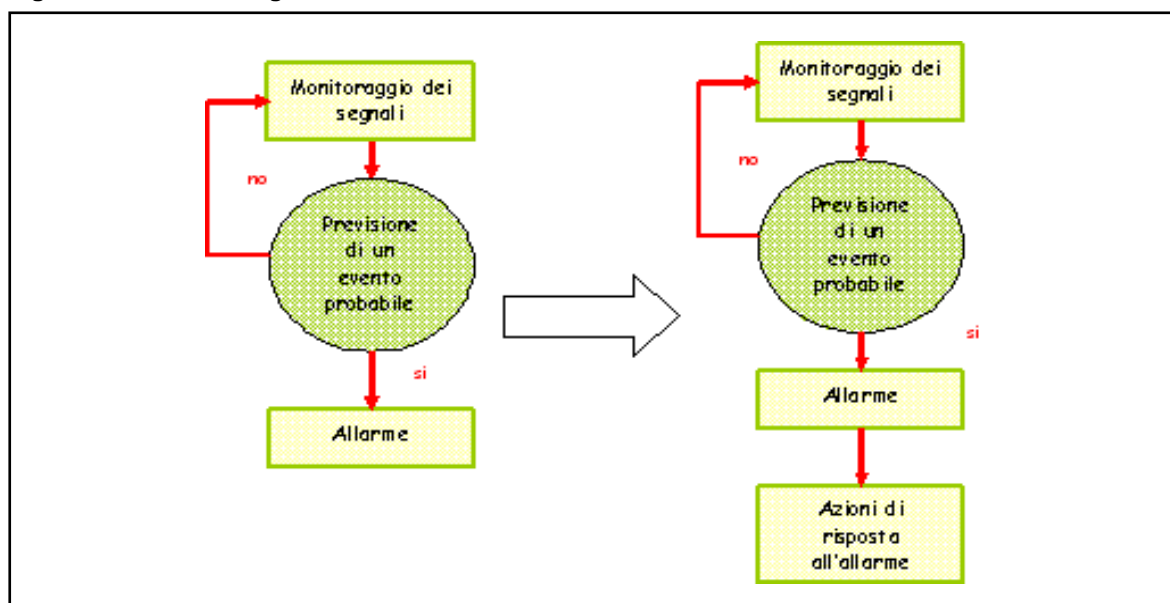 Monitoraggio dei
segnali
no
Previsione
di un
evento
probabile
si
Allarme
Monitoraggio dei
segnali
no
Previsione
di un
evento
probabile
si
Allarme
Azioni di
risposta
all'allarme